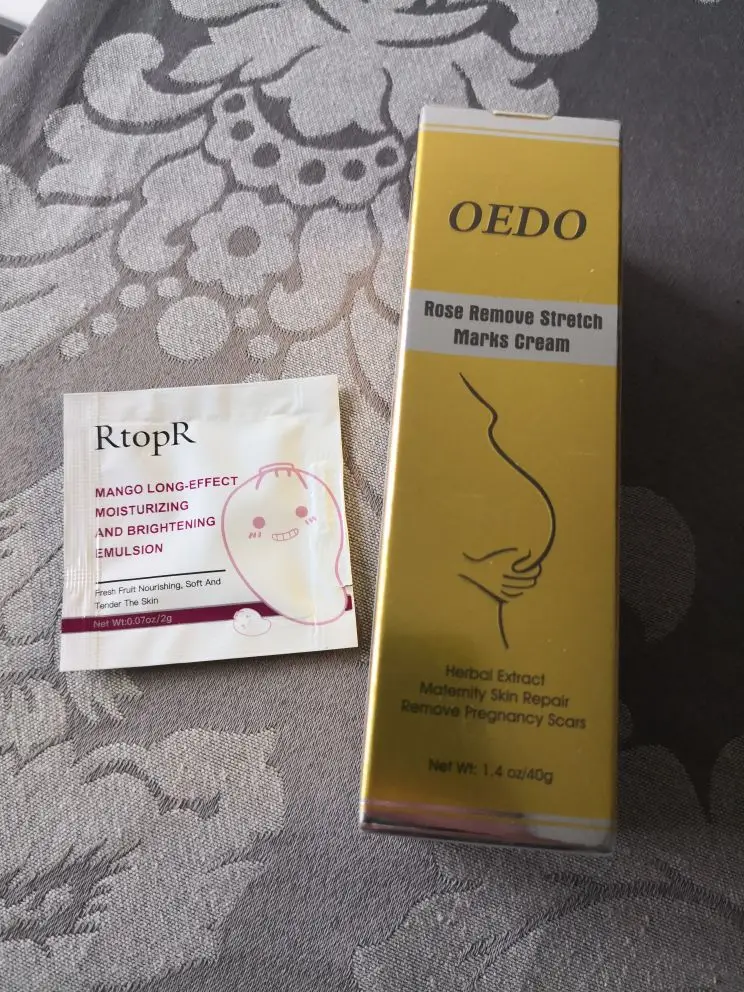 RtopR
MANGO LONG-EFFECT
MOISTURIZING
AND BRIGHTENING
EMULSION
Fresh Fruit Nourishing, Soft And
Tender The Skin
Net Wt:0.07oz/2g
OEDO
Rose Remove Stretch
Marks Cream
Herbal Extract
Maternity Skin Repair
Remove Pregnancy Scars
Net Wt: 1.4 oz/40g